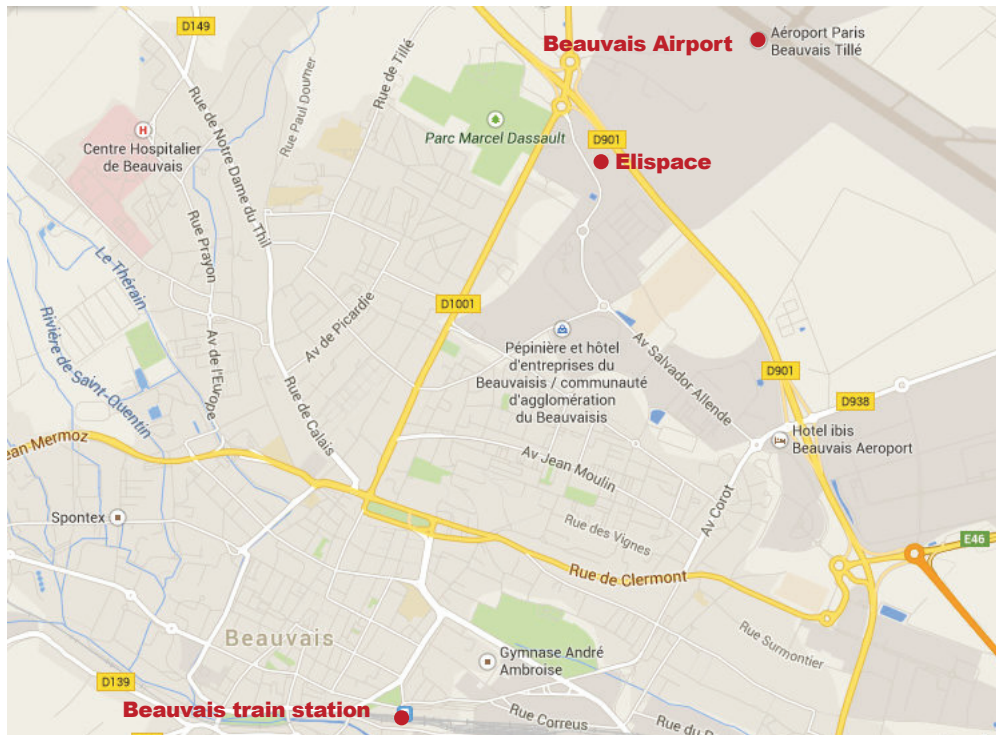 D149
Beauvais Airport
Aéroport Paris
Beauvais Tillé
Rue de Tillé
Rue Paul Doumer
Rue de Notre Dame du Thil
H
Centre Hospitalier
de Beauvais
Parc Marcel Dassault
D901
Elispace
Rue Prayon
Le Thérain
Rivière de Saint-Quentin
D1001
Av de Picardie
Av de l'Europe
Rue de Calais
Pépinière et hôtel
d'entreprises du
Beauvaisis / communauté
d'agglomération
du Beauvaisis
Av Salvador Allende
D901
D938
Hotel ibis
Beauvais Aeroport
ean Mermoz
Av Jean Moulin
Av Corot
Spontex
Rue des Vignes
E46
Rue de Clermont
Beauvais
Rue Surmontier
Gymnase André
Ambroise
D139
Beauvais train station
Rue Correus
Rue du